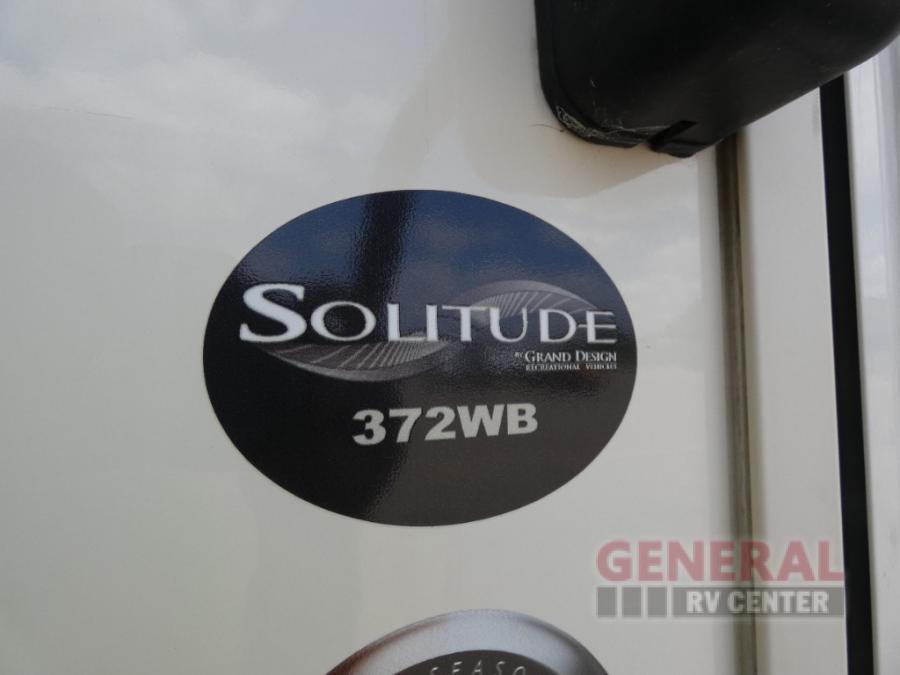 SOLITUDE
BY GRAND DESIGN
RECREATIONAL VEHICLES
372WB
GENERAL
RV CENTER